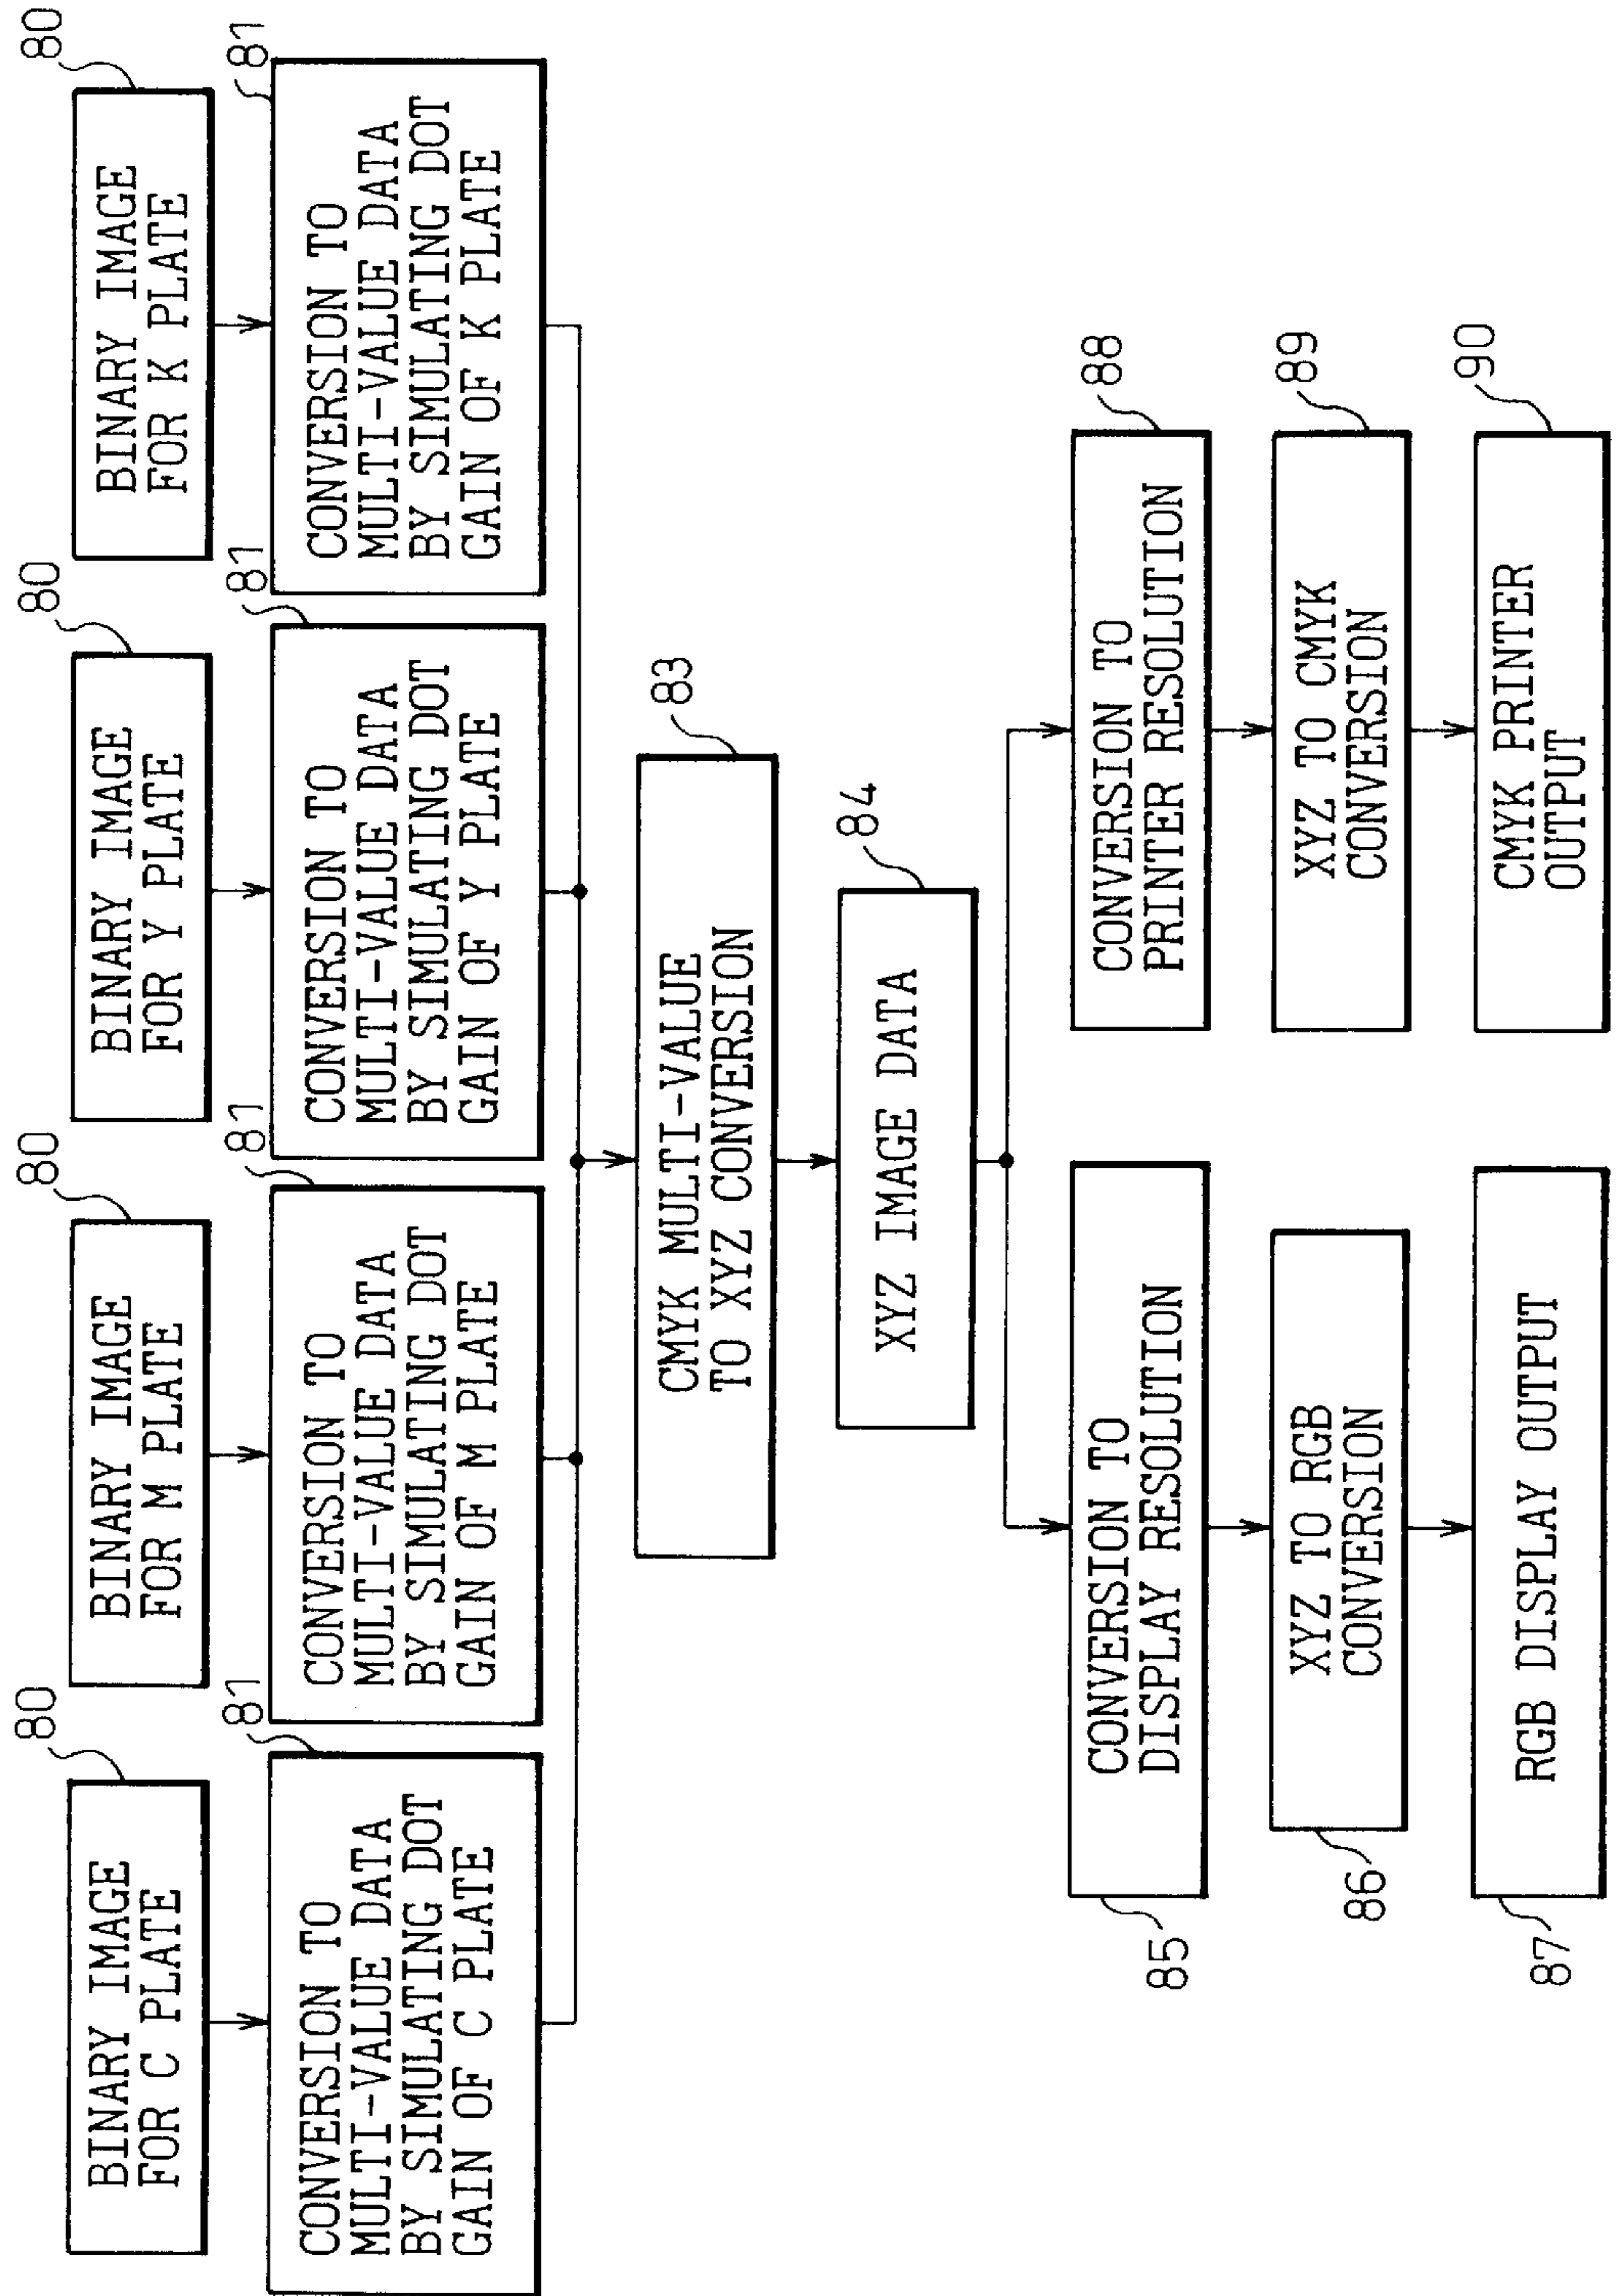 80
BINARY IMAGE
FOR C PLATE
80
BINARY IMAGE
FOR M PLATE
80
BINARY IMAGE
FOR Y PLATE
80
BINARY IMAGE
FOR K PLATE
81
CONVERSION TO
MULTI-VALUE DATA
BY SIMULATING DOT
GAIN OF C PLATE
81
CONVERSION TO
MULTI-VALUE DATA
BY SIMULATING DOT
GAIN OF M PLATE
81
CONVERSION TO
MULTI-VALUE DATA
BY SIMULATING DOT
GAIN OF Y PLATE
81
CONVERSION TO
MULTI-VALUE DATA
BY SIMULATING DOT
GAIN OF K PLATE
83
CMYK MULTI-VALUE
TO XYZ CONVERSION
84
XYZ IMAGE DATA
85
CONVERSION TO
DISPLAY RESOLUTION
86
XYZ TO RGB
CONVERSION
87
RGB DISPLAY OUTPUT
88
CONVERSION TO
PRINTER RESOLUTION
89
XYZ TO CMYK
CONVERSION
90
CMYK PRINTER
OUTPUT